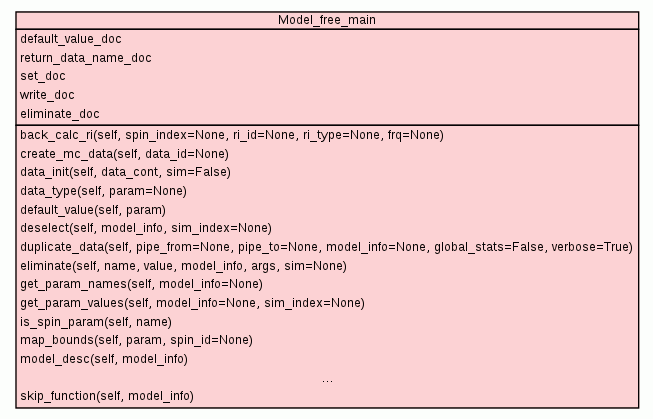 Model_free_main
default_value_doc
return_data_name_doc
set_doc
write_doc
eliminate_doc
back_calc_ri(self, spin_index=None, ri_id=None, ri_type=None, frq=None)
create_mc_data(self, data_id=None)
data_init(self, data_cont, sim=False)
data_type(self, param=None)
default_value(self, param)
deselect(self, model_info, sim_index=None)
duplicate_data(self, pipe_from=None, pipe_to=None, model_info=None, global_stats=False, verbose=True)
eliminate(self, name, value, model_info, args, sim=None)
get_param_names(self, model_info=None)
get_param_values(self, model_info=None, sim_index=None)
is_spin_param(self, name)
map_bounds(self, param, spin_id=None)
model_desc(self, model_info)
...
skip_function(self, model_info)